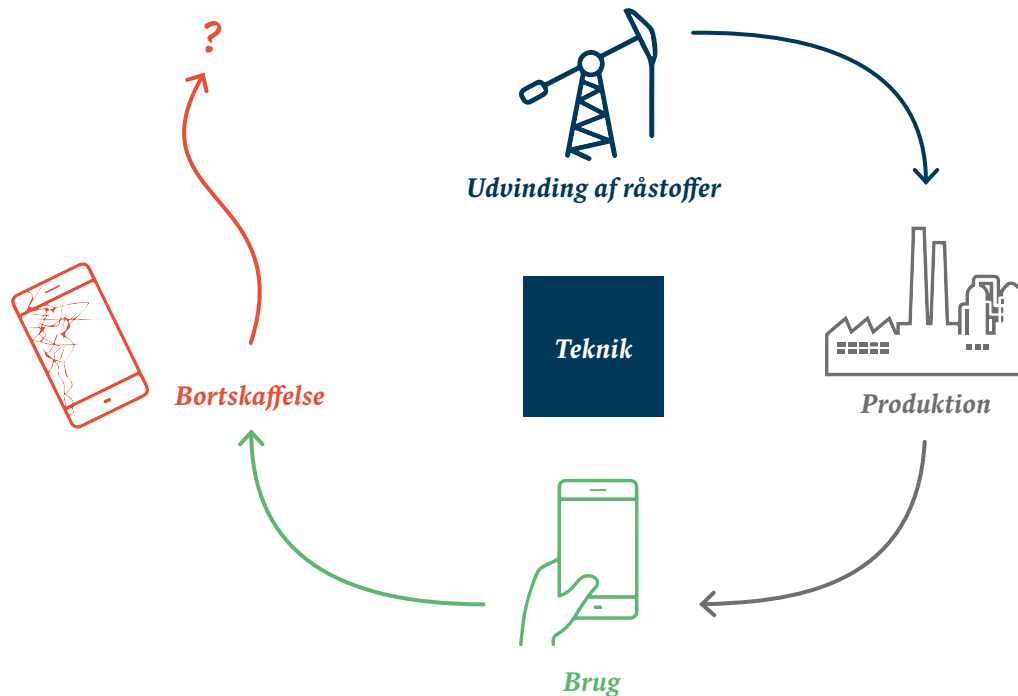 ?
Udvinding af råstoffer
Teknik
Bortskaffelse
Produktion
Brug